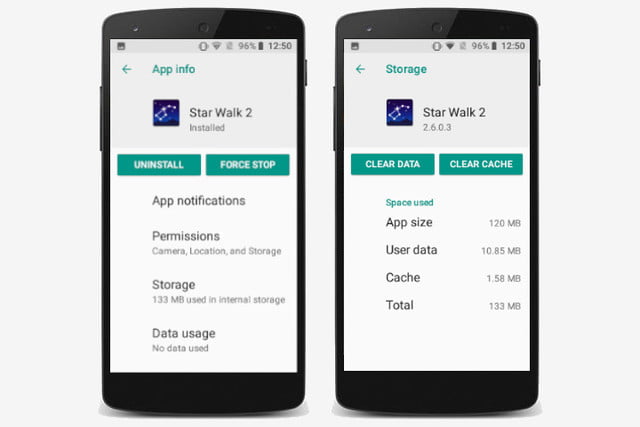 96% 12:50
App info
Star Walk 2
Installed
UNINSTALL FORCE STOP
App notifications
Permissions
Camera, Location, and Storage
Storage
133 MB used in internal storage
Data usage
No data used
96% 12:50
Storage
Star Walk 2
2.6.0.3
CLEAR DATA CLEAR CACHE
Space used
App size 120 MB
User data 10.85 MB
Cache 1.58 MB
Total 133 MB